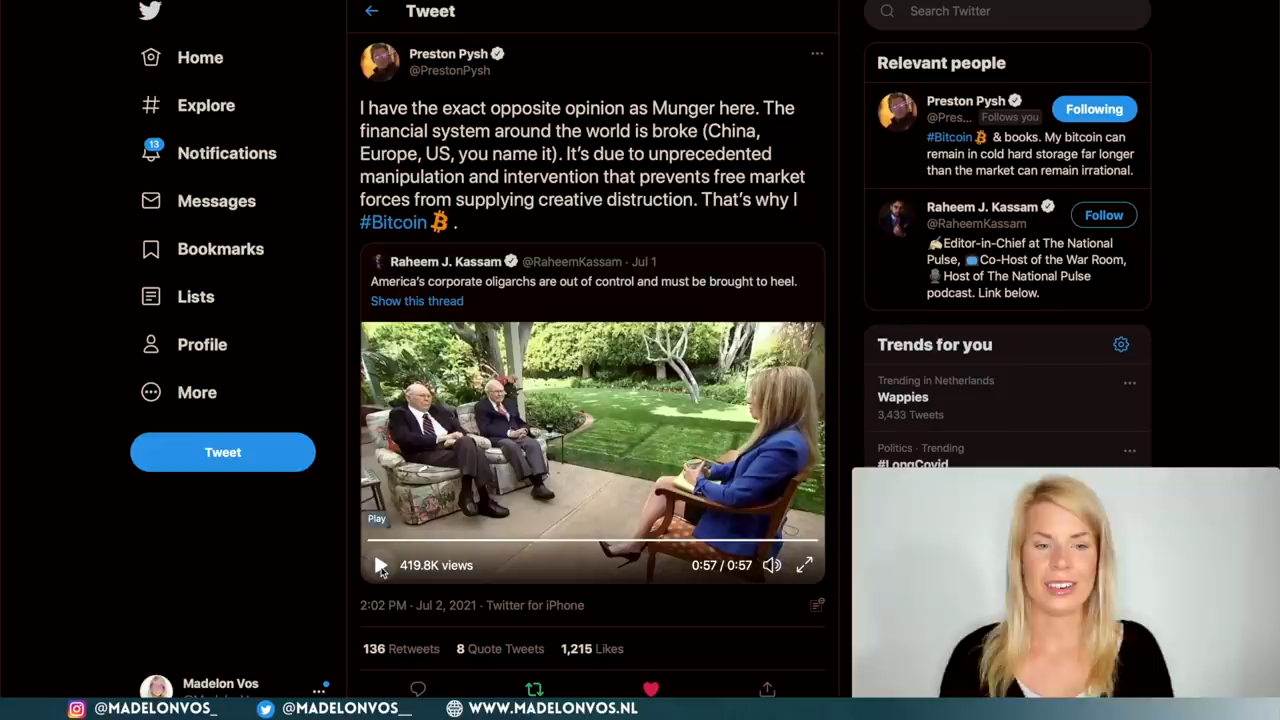 Home
Explore
13
Notifications
Messages
Bookmarks
Lists
Profile
More
Tweet
Madelon Vos
Tweet
Preston Pysh
@PrestonPysh
I have the exact opposite opinion as Munger here. The
financial system around the world is broke (China,
Europe, US, you name it). It’s due to unprecedented
manipulation and intervention that prevents free market
forces from supplying creative distruction. That’s why I
#Bitcoin .
Raheem J. Kassam @RaheemKassam · Jul 1
America’s corporate oligarchs are out of control and must be brought to heel.
Show this thread
Play
419.8K views
0:57 / 0:57
2:02 PM · Jul 2, 2021 · Twitter for iPhone
136 Retweets 8 Quote Tweets 1,215 Likes
Search Twitter
Relevant people
Preston Pysh
@Pres... Follows you
Following
#Bitcoin & books. My bitcoin can
remain in cold hard storage far longer
than the market can remain irrational.
Raheem J. Kassam
@RaheemKassam
Follow
Editor-in-Chief at The National
Pulse, Co-Host of the War Room,
Host of The National Pulse
podcast. Link below.
Trends for you
Trending in Netherlands
Wappies
3,433 Tweets
Politics · Trending
#LongCovid
@MADELONVOS_ @MADELONVOS__ WWW.MADELONVOS.NL